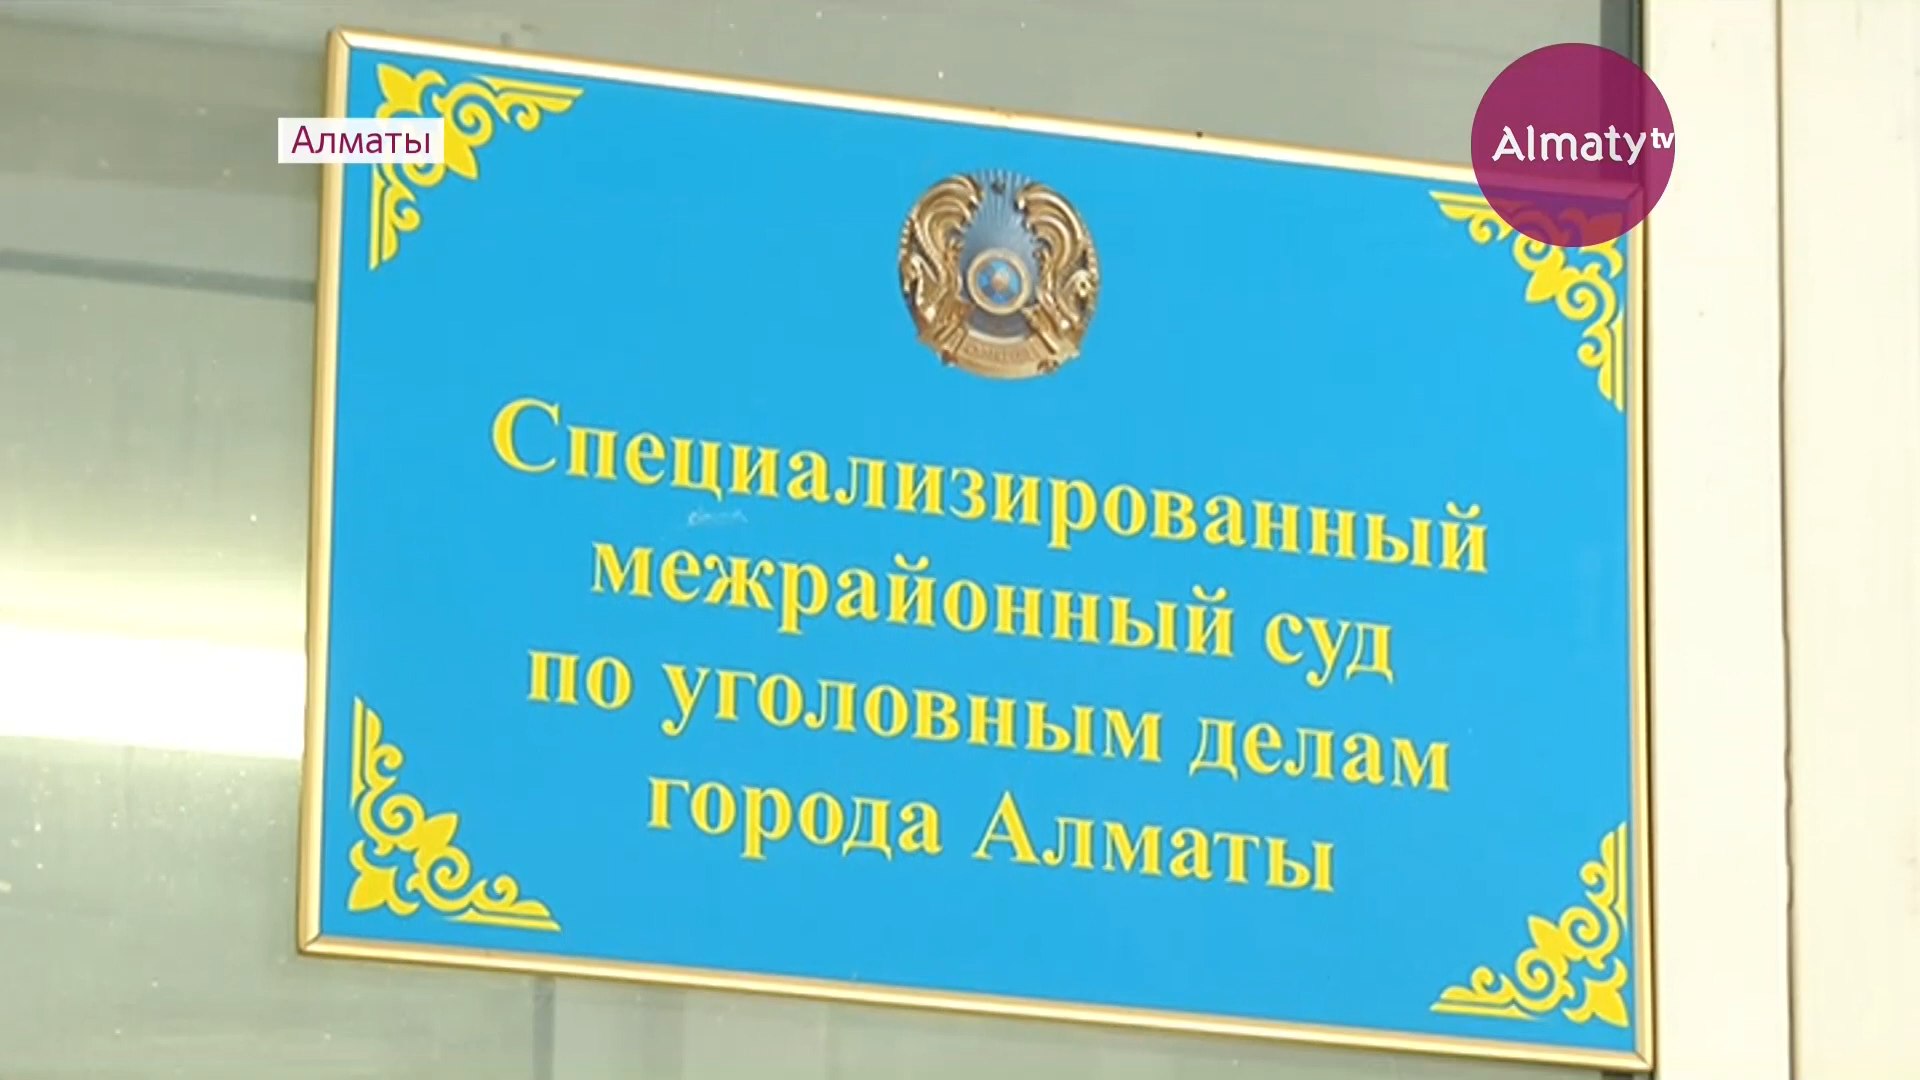 Алматы
Almaty tv
Специализированный
межрайонный суд
по уголовным делам
города Алматы